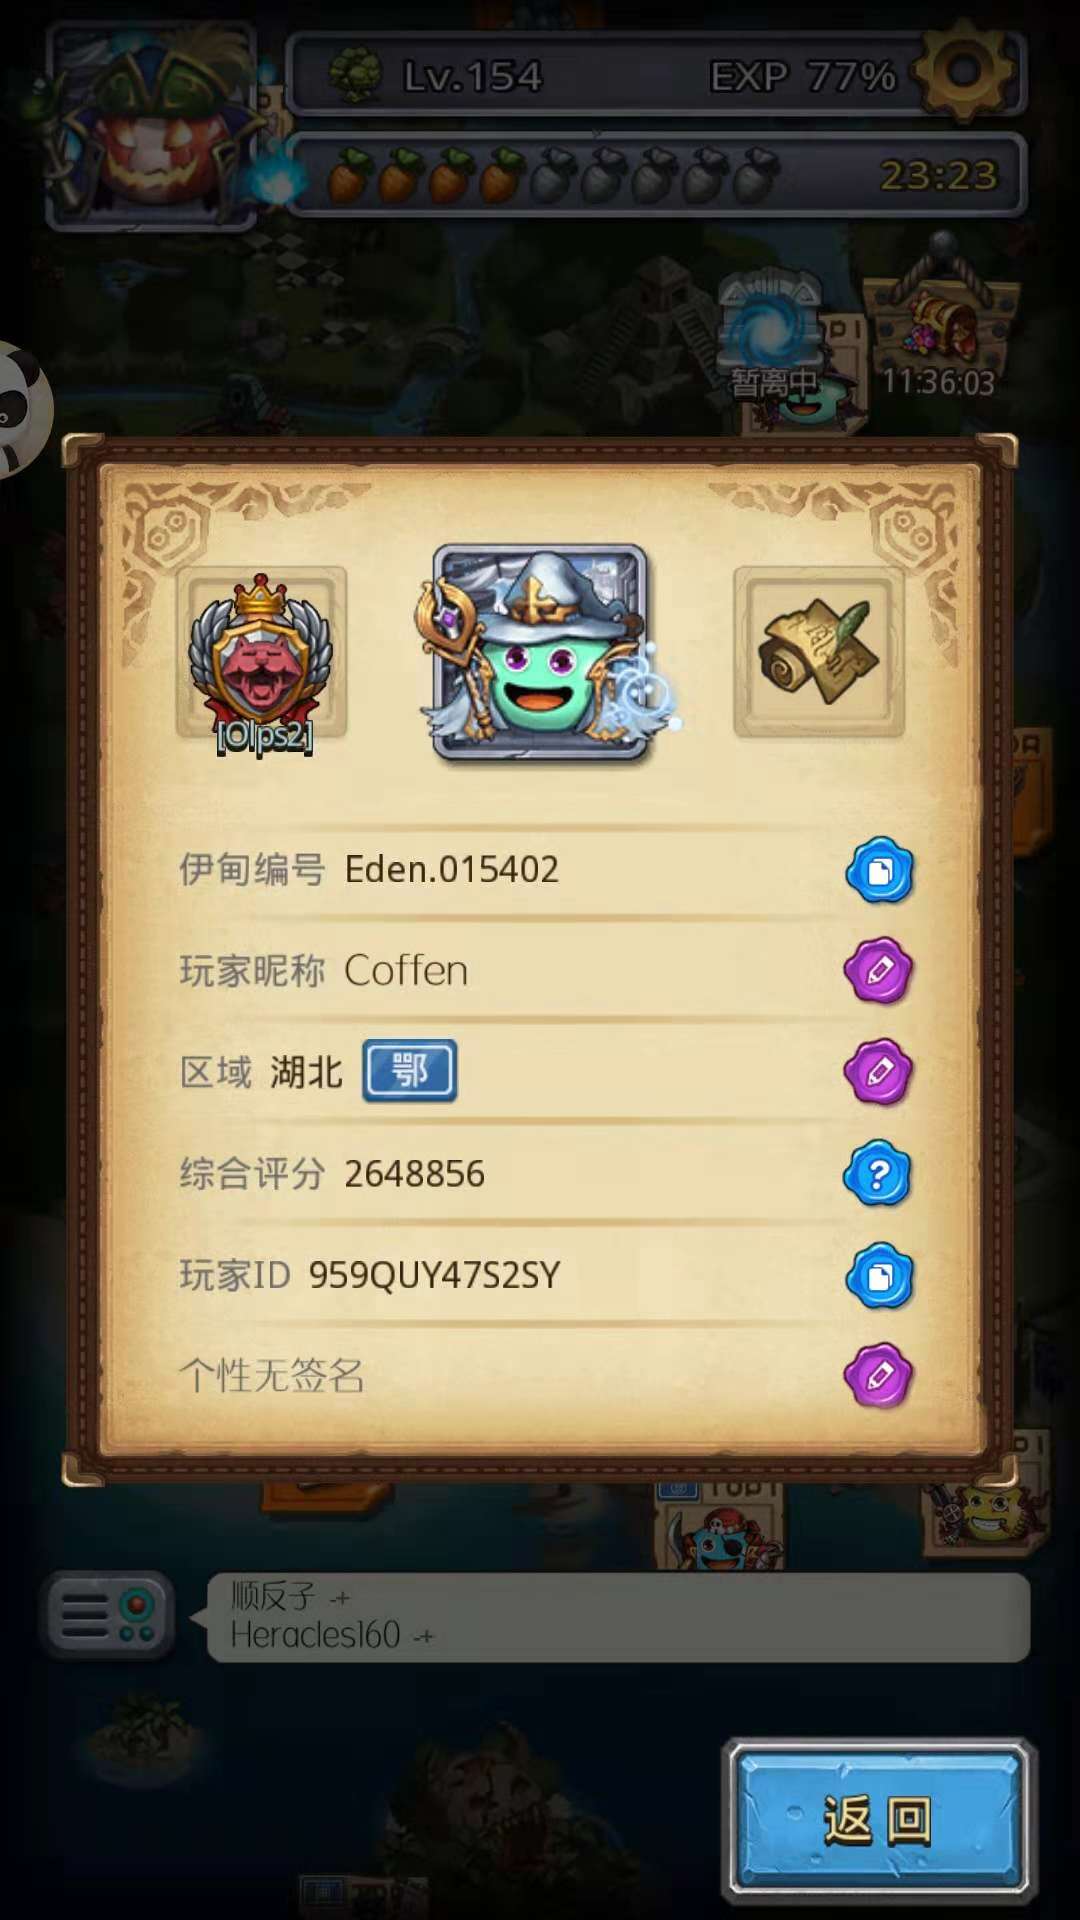 Lv.154 EXP 77%
23:23
暂离中
11:36:03
[Olps2]
伊甸编号 Eden.015402
玩家昵称 Coffen
区域 湖北 鄂
综合评分 2648856
玩家ID 959QUY47S2SY
个性无签名
TOP1
顺反子 -+
Heracles160 -+
返回